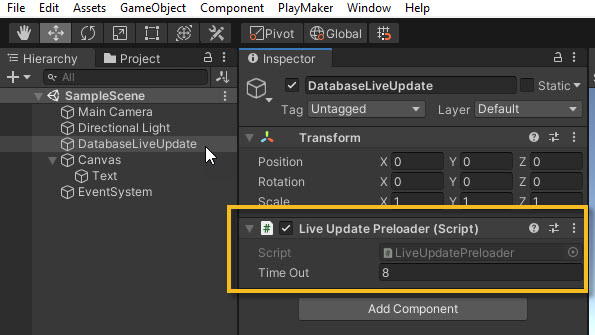 File Edit Assets GameObject Component PlayMaker Window Help
Pivot Global
Hierarchy Project
All
SampleScene
Main Camera
Directional Light
DatabaseLiveUpdate
Canvas
Text
EventSystem
Inspector
DatabaseLiveUpdate Static
Tag Untagged Layer Default
Transform
Position X 0 Y 0 Z 0
Rotation X 0 Y 0 Z 0
Scale X 1 Y 1 Z 1
# Live Update Preloader (Script)
Script # LiveUpdatePreloader
Time Out 8
Add Component